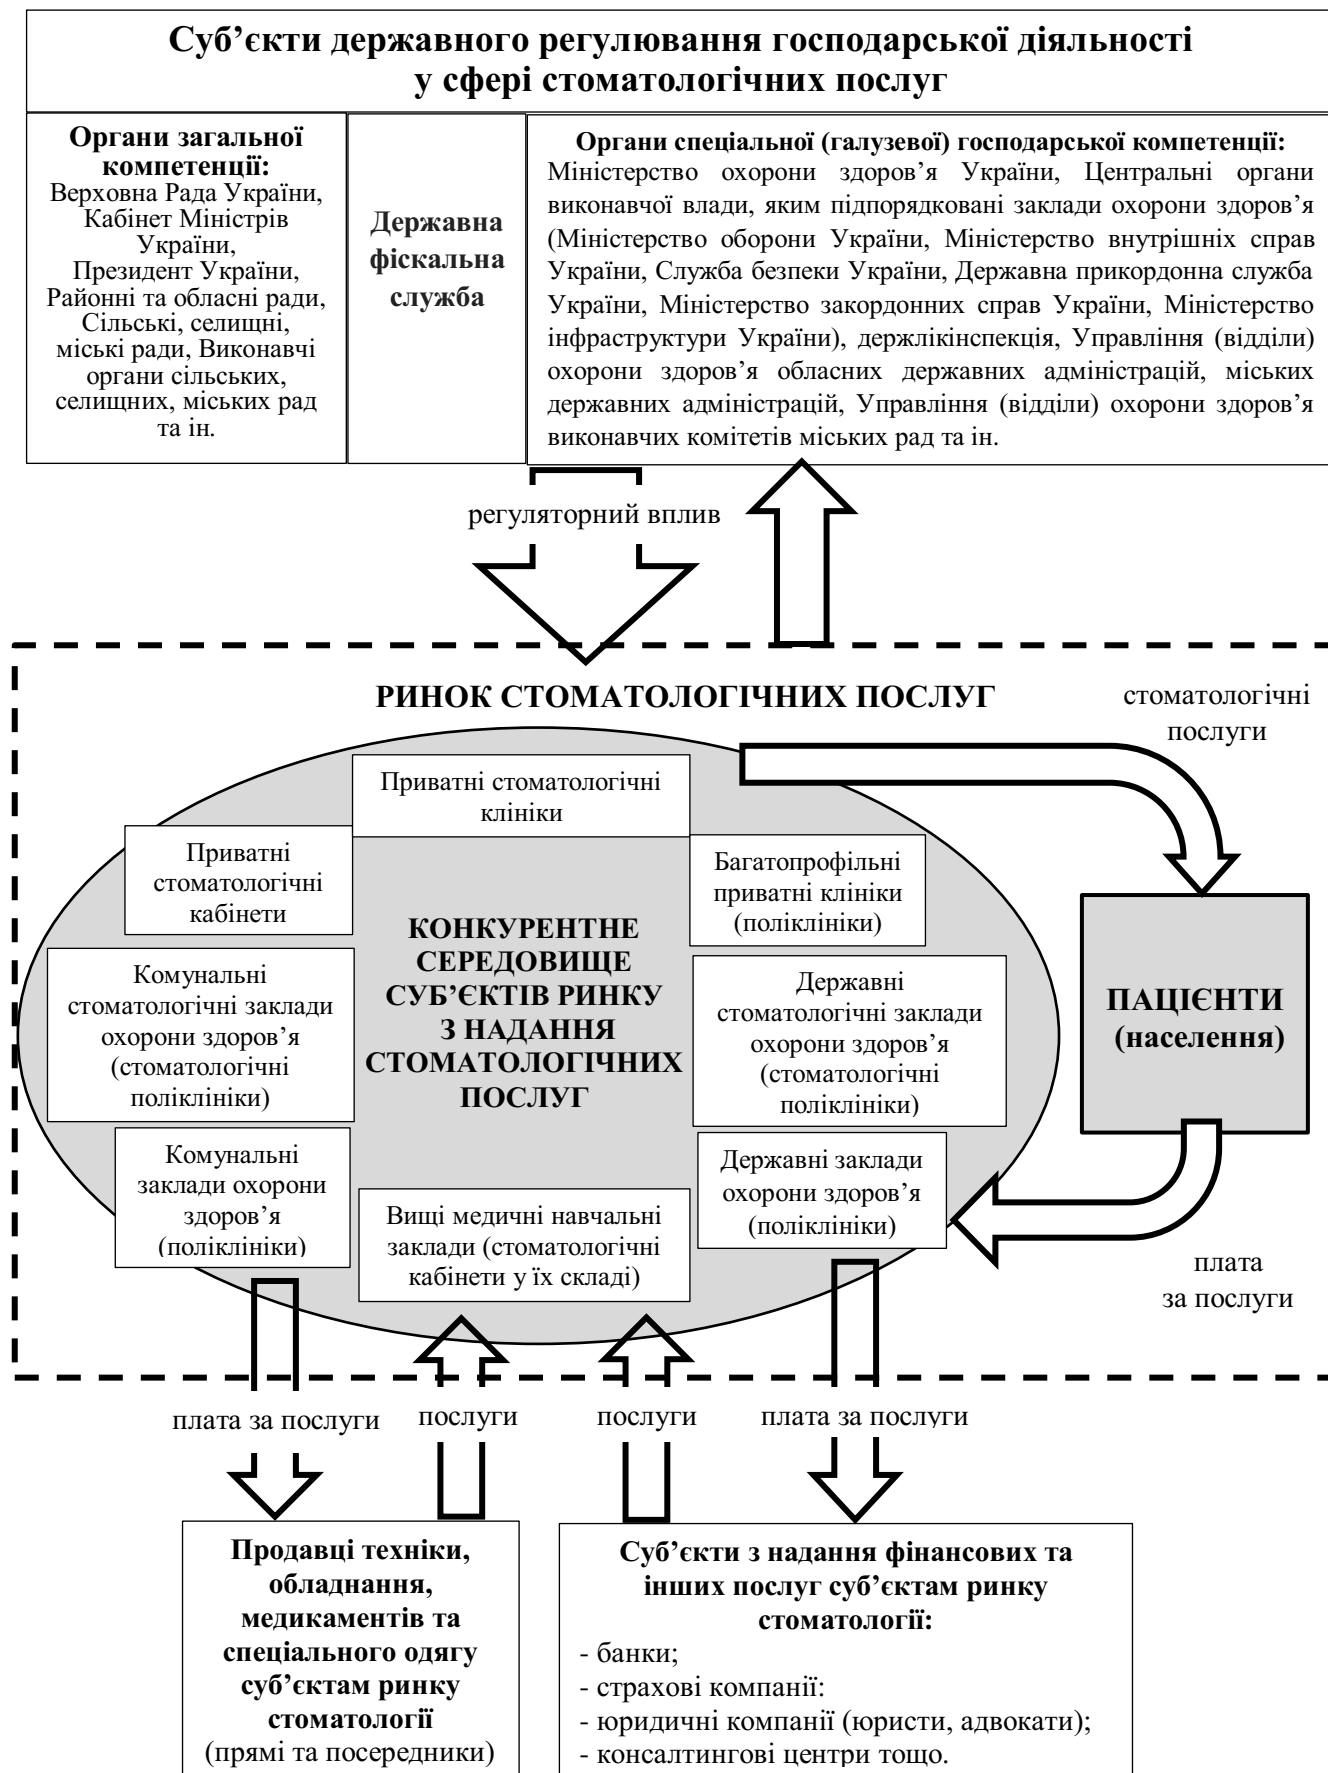 Суб’єкти державного регулювання господарської діяльності
у сфері стоматологічних послуг
Органи загальної
компетенції:
Верховна Рада України,
Кабінет Міністрів
України,
Президент України,
Районні та обласні ради,
Сільські, селищні,
міські ради, Виконавчі
органи сільських,
селищних, міських рад
та ін.
Державна
фіскальна
служба
Органи спеціальної (галузевої) господарської компетенції:
Міністерство охорони здоров’я України, Центральні органи
виконавчої влади, яким підпорядковані заклади охорони здоров’я
(Міністерство оборони України, Міністерство внутрішніх справ
України, Служба безпеки України, Державна прикордонна служба
України, Міністерство закордонних справ України, Міністерство
інфраструктури України), держлікінспекція, Управління (відділи)
охорони здоров’я обласних державних адміністрацій, міських
державних адміністрацій, Управління (відділи) охорони здоров’я
виконавчих комітетів міських рад та ін.
регуляторний вплив
РИНОК СТОМАТОЛОГІЧНИХ ПОСЛУГ
стоматологічні
послуги
Приватні стоматологічні
клініки
Приватні
стоматологічні
кабінети
Багатопрофільні
приватні клініки
(поліклініки)
КОНКУРЕНТНЕ
СЕРЕДОВИЩЕ
СУБ’ЄКТІВ РИНКУ
З НАДАННЯ
СТОМАТОЛОГІЧНИХ
ПОСЛУГ
Комунальні
стоматологічні заклади
охорони здоров’я
(стоматологічні
поліклініки)
Державні
стоматологічні заклади
охорони здоров’я
(стоматологічні
поліклініки)
ПАЦІЄНТИ
(населення)
Комунальні
заклади охорони
здоров’я
(поліклініки)
Вищі медичні навчальні
заклади (стоматологічні
кабінети у їх складі)
Державні заклади
охорони здоров’я
(поліклініки)
плата
за послуги
плата за послуги
послуги
послуги
плата за послуги
Продавці техніки,
обладнання,
медикаментів та
спеціального одягу
суб’єктам ринку
стоматології
(прямі та посередники)
Суб’єкти з надання фінансових та
інших послуг суб’єктам ринку
стоматології:
- банки;
- страхові компанії:
- юридичні компанії (юристи, адвокати);
- консалтингові центри тощо.